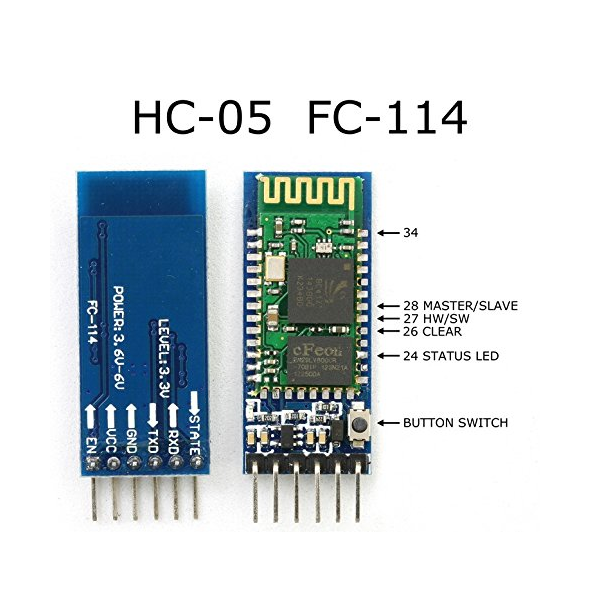 HC-05 FC-114
34
28 MASTER/SLAVE
27 HW/SW
26 CLEAR
24 STATUS LED
BUTTON SWITCH
FC-114
POWER:3.6V-6V
LEVEL:3.3V
EN
VCC
GND
TXD
RXD
STATE
cFeon